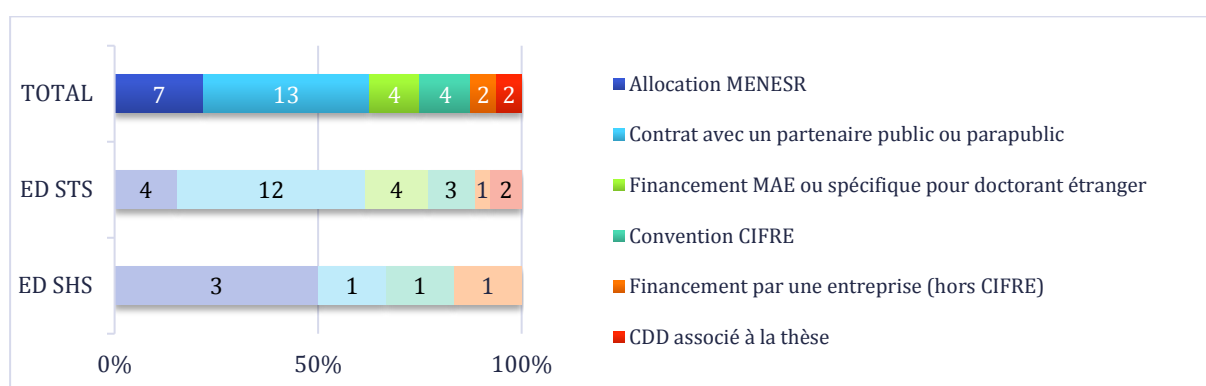 TOTAL 7 13 4 4 2 2
ED STS 4 12 4 3 1 2
ED SHS 3 1 1 1
0% 50% 100%
Allocation MENESR
Contrat avec un partenaire public ou parapublic
Financement MAE ou spécifique pour doctorant étranger
Convention CIFRE
Financement par une entreprise (hors CIFRE)
CDD associé à la thèse